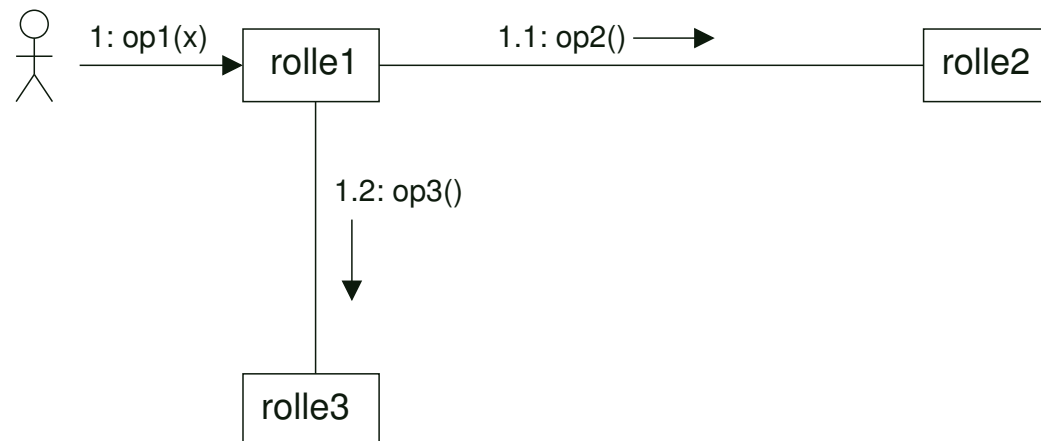 1: op1(x)
rolle1
1.1: op2()
rolle2
1.2: op3()
rolle3